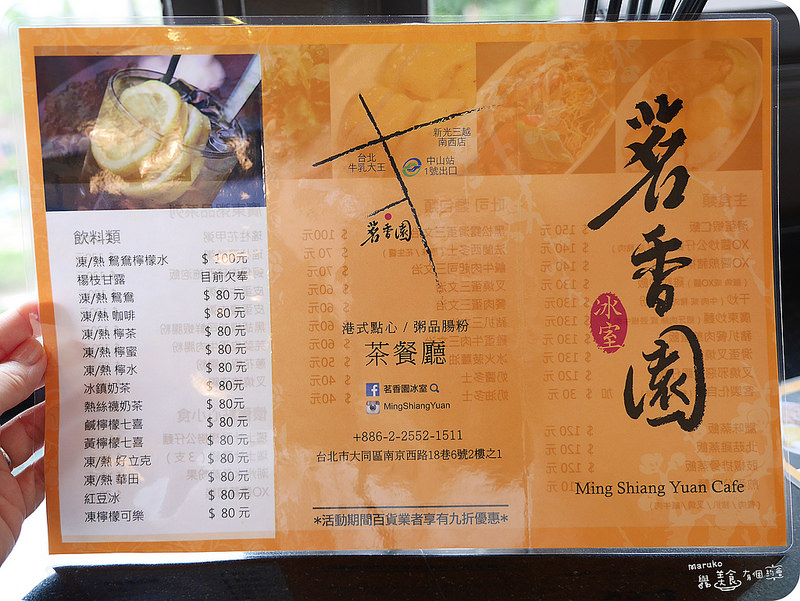 飲料類
凍/熱 鴛鴦檸檬水 $ 100元
楊枝甘露 目前欠奉
凍/熱 鴛鴦 $ 80元
凍/熱 咖啡 $ 80元
凍/熱 檸茶 $ 80元
凍/熱 檸蜜 $ 80元
凍/熱 檸水 $ 80元
冰鎮奶茶 $ 80元
熱絲襪奶茶 $ 80元
鹹檸檬七喜 $ 80元
黃檸檬七喜 $ 80元
凍/熱 好立克 $ 80元
凍/熱 華田 $ 80元
紅豆冰 $ 80元
凍檸檬可樂 $ 80元
新光三越
南西店
台北
牛乳大王
中山站
1號出口
茗香園
港式點心 / 粥品腸粉
茶餐廳
茗香園冰室
MingShiangYuan
+886-2-2552-1511
台北市大同區南京西路18巷6號2樓之1
*活動期間百貨業者享有九折優惠*
茗香園
冰室
Ming Shiang Yuan Cafe
maruko
與美食有個約會